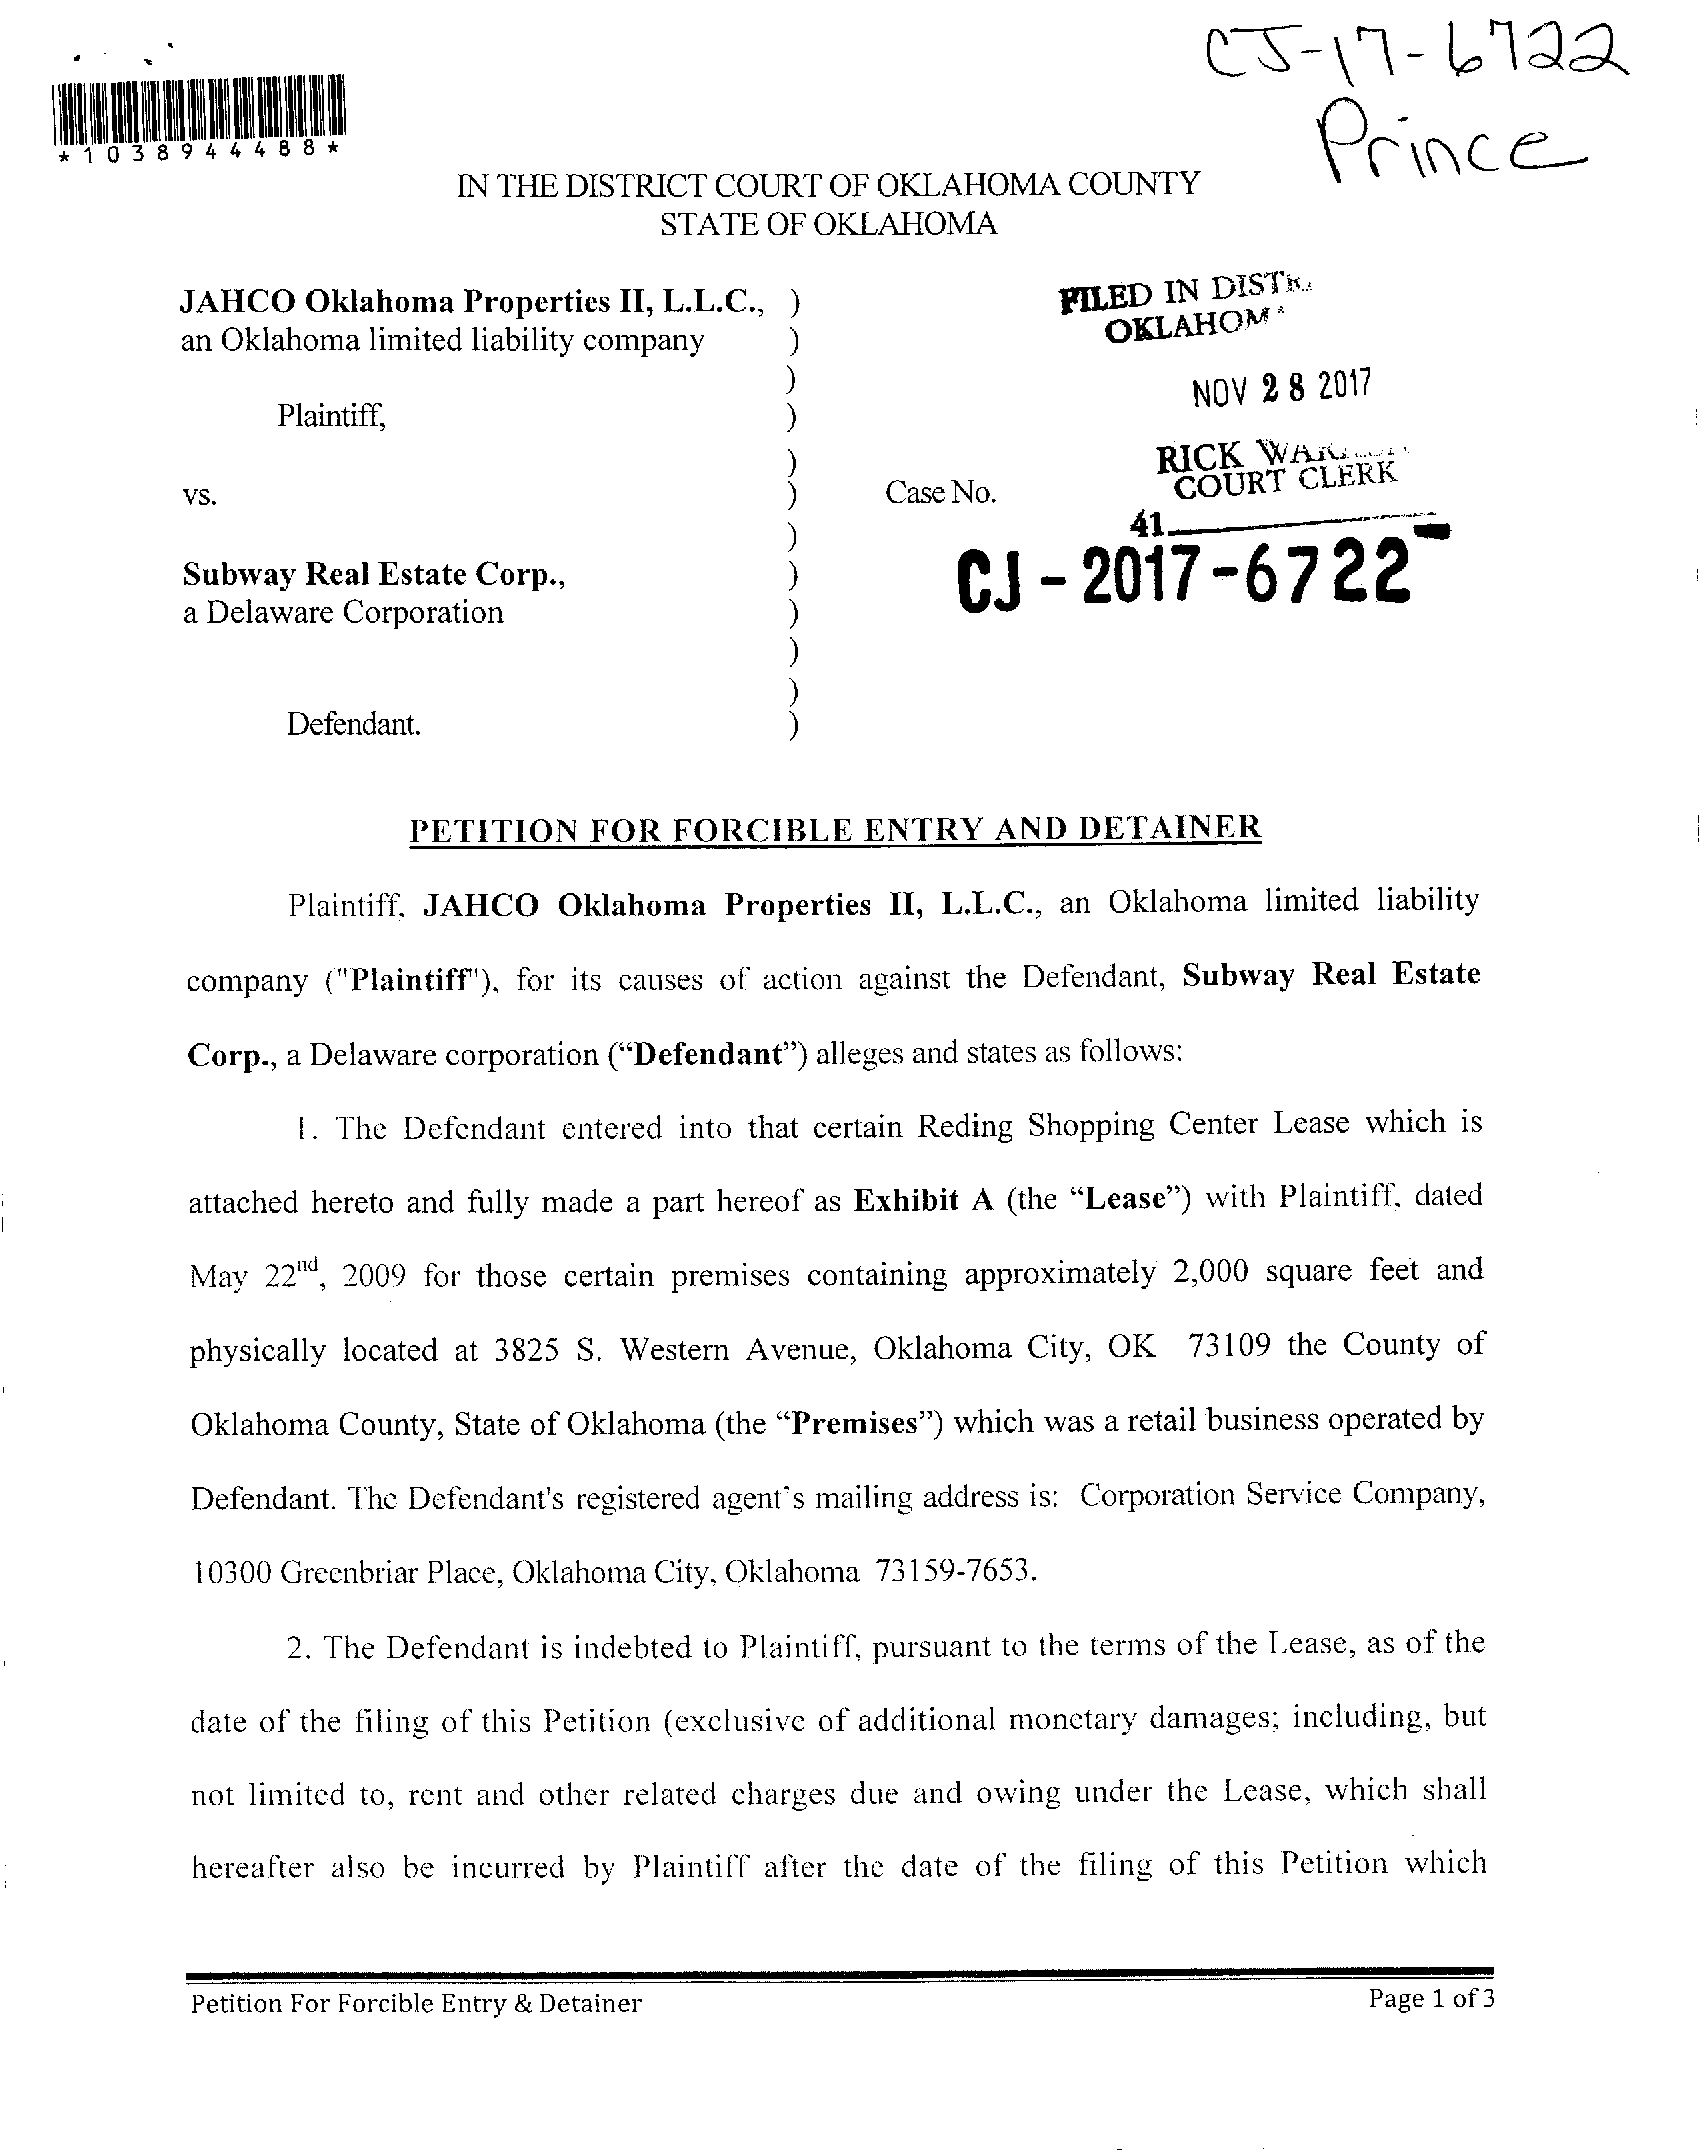 CJ-17-6722
Prince
*1038944488*
IN THE DISTRICT COURT OF OKLAHOMA COUNTY
STATE OF OKLAHOMA
JAHCO Oklahoma Properties II, L.L.C., )
an Oklahoma limited liability company )
)
Plaintiff, )
)
vs. )
)
Subway Real Estate Corp., )
a Delaware Corporation )
)
)
Defendant. )
FILED IN
OKLAHOM
NOV 28 2017
RICK
COURT CLERK
41
Case No.
CJ-2017-6722
PETITION FOR FORCIBLE ENTRY AND DETAINER
Plaintiff, JAHCO Oklahoma Properties II, L.L.C., an Oklahoma limited liability
company ("Plaintiff"), for its causes of action against the Defendant, Subway Real Estate
Corp., a Delaware corporation (“Defendant”) alleges and states as follows:
1. The Defendant entered into that certain Reding Shopping Center Lease which is
attached hereto and fully made a part hereof as Exhibit A (the “Lease”) with Plaintiff, dated
May 22nd, 2009 for those certain premises containing approximately 2,000 square feet and
physically located at 3825 S. Western Avenue, Oklahoma City, OK 73109 the County of
Oklahoma County, State of Oklahoma (the “Premises”) which was a retail business operated by
Defendant. The Defendant's registered agent's mailing address is: Corporation Service Company,
10300 Greenbriar Place, Oklahoma City, Oklahoma 73159-7653.
2. The Defendant is indebted to Plaintiff, pursuant to the terms of the Lease, as of the
date of the filing of this Petition (exclusive of additional monetary damages; including, but
not limited to, rent and other related charges due and owing under the Lease, which shall
hereafter also be incurred by Plaintiff after the date of the filing of this Petition which
Petition For Forcible Entry & Detainer
Page 1 of 3